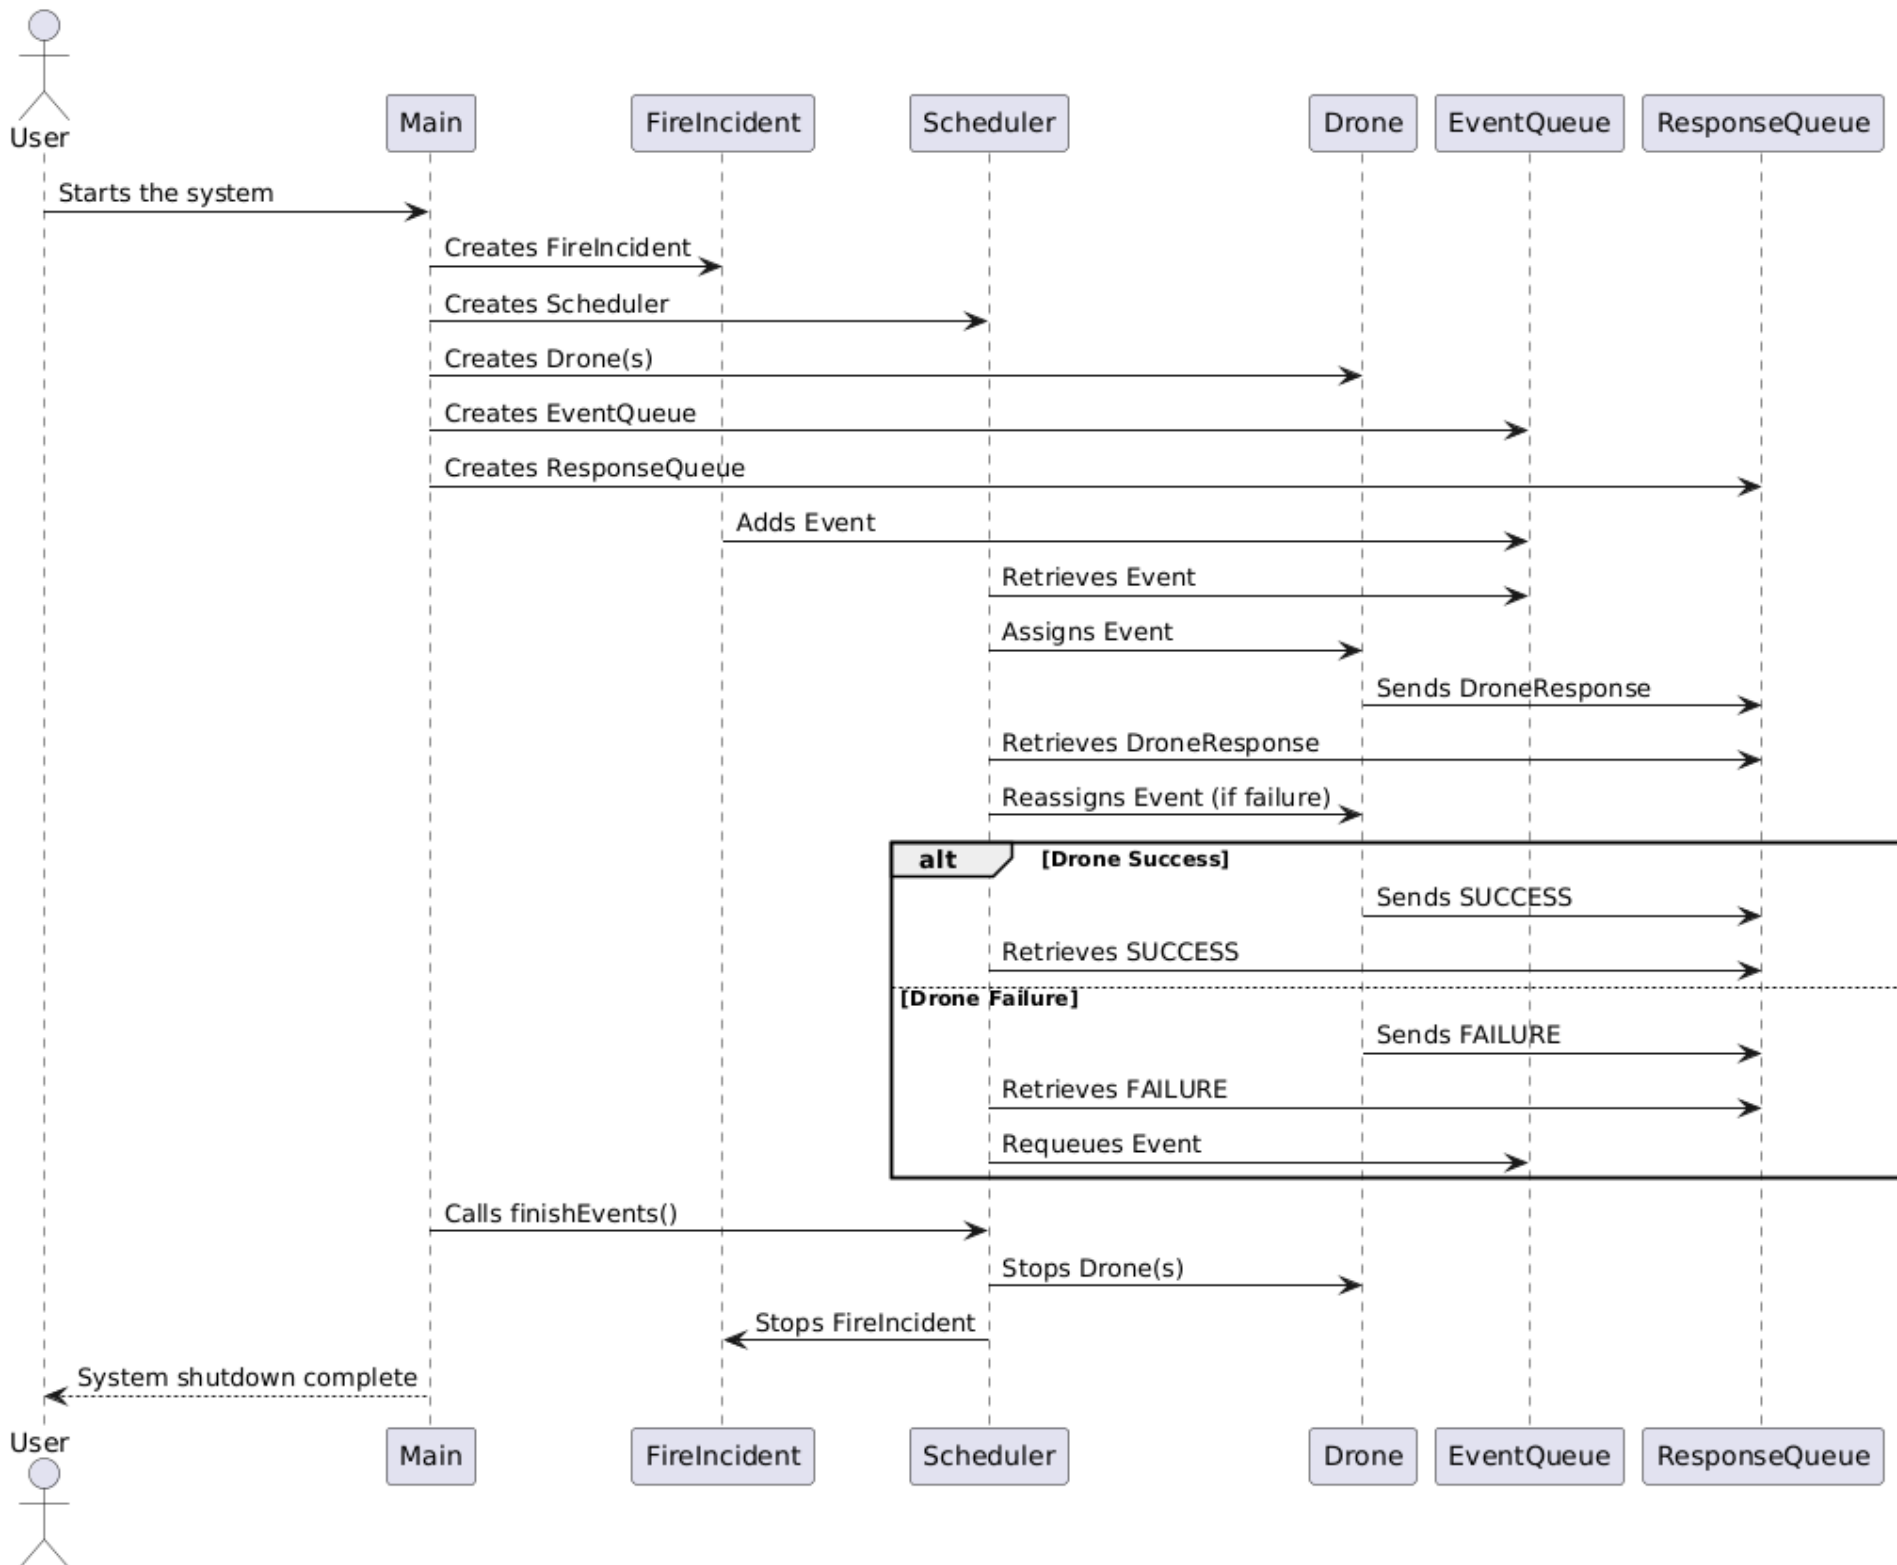 User
Main
FireIncident
Scheduler
Drone
EventQueue
ResponseQueue
Starts the system
Creates FireIncident
Creates Scheduler
Creates Drone(s)
Creates EventQueue
Creates ResponseQueue
Adds Event
Retrieves Event
Assigns Event
Sends DroneResponse
Retrieves DroneResponse
Reassigns Event (if failure)
alt
[Drone Success]
Sends SUCCESS
Retrieves SUCCESS
[Drone Failure]
Sends FAILURE
Retrieves FAILURE
Requeues Event
Calls finishEvents()
Stops Drone(s)
Stops FireIncident
System shutdown complete
User
Main
FireIncident
Scheduler
Drone
EventQueue
ResponseQueue